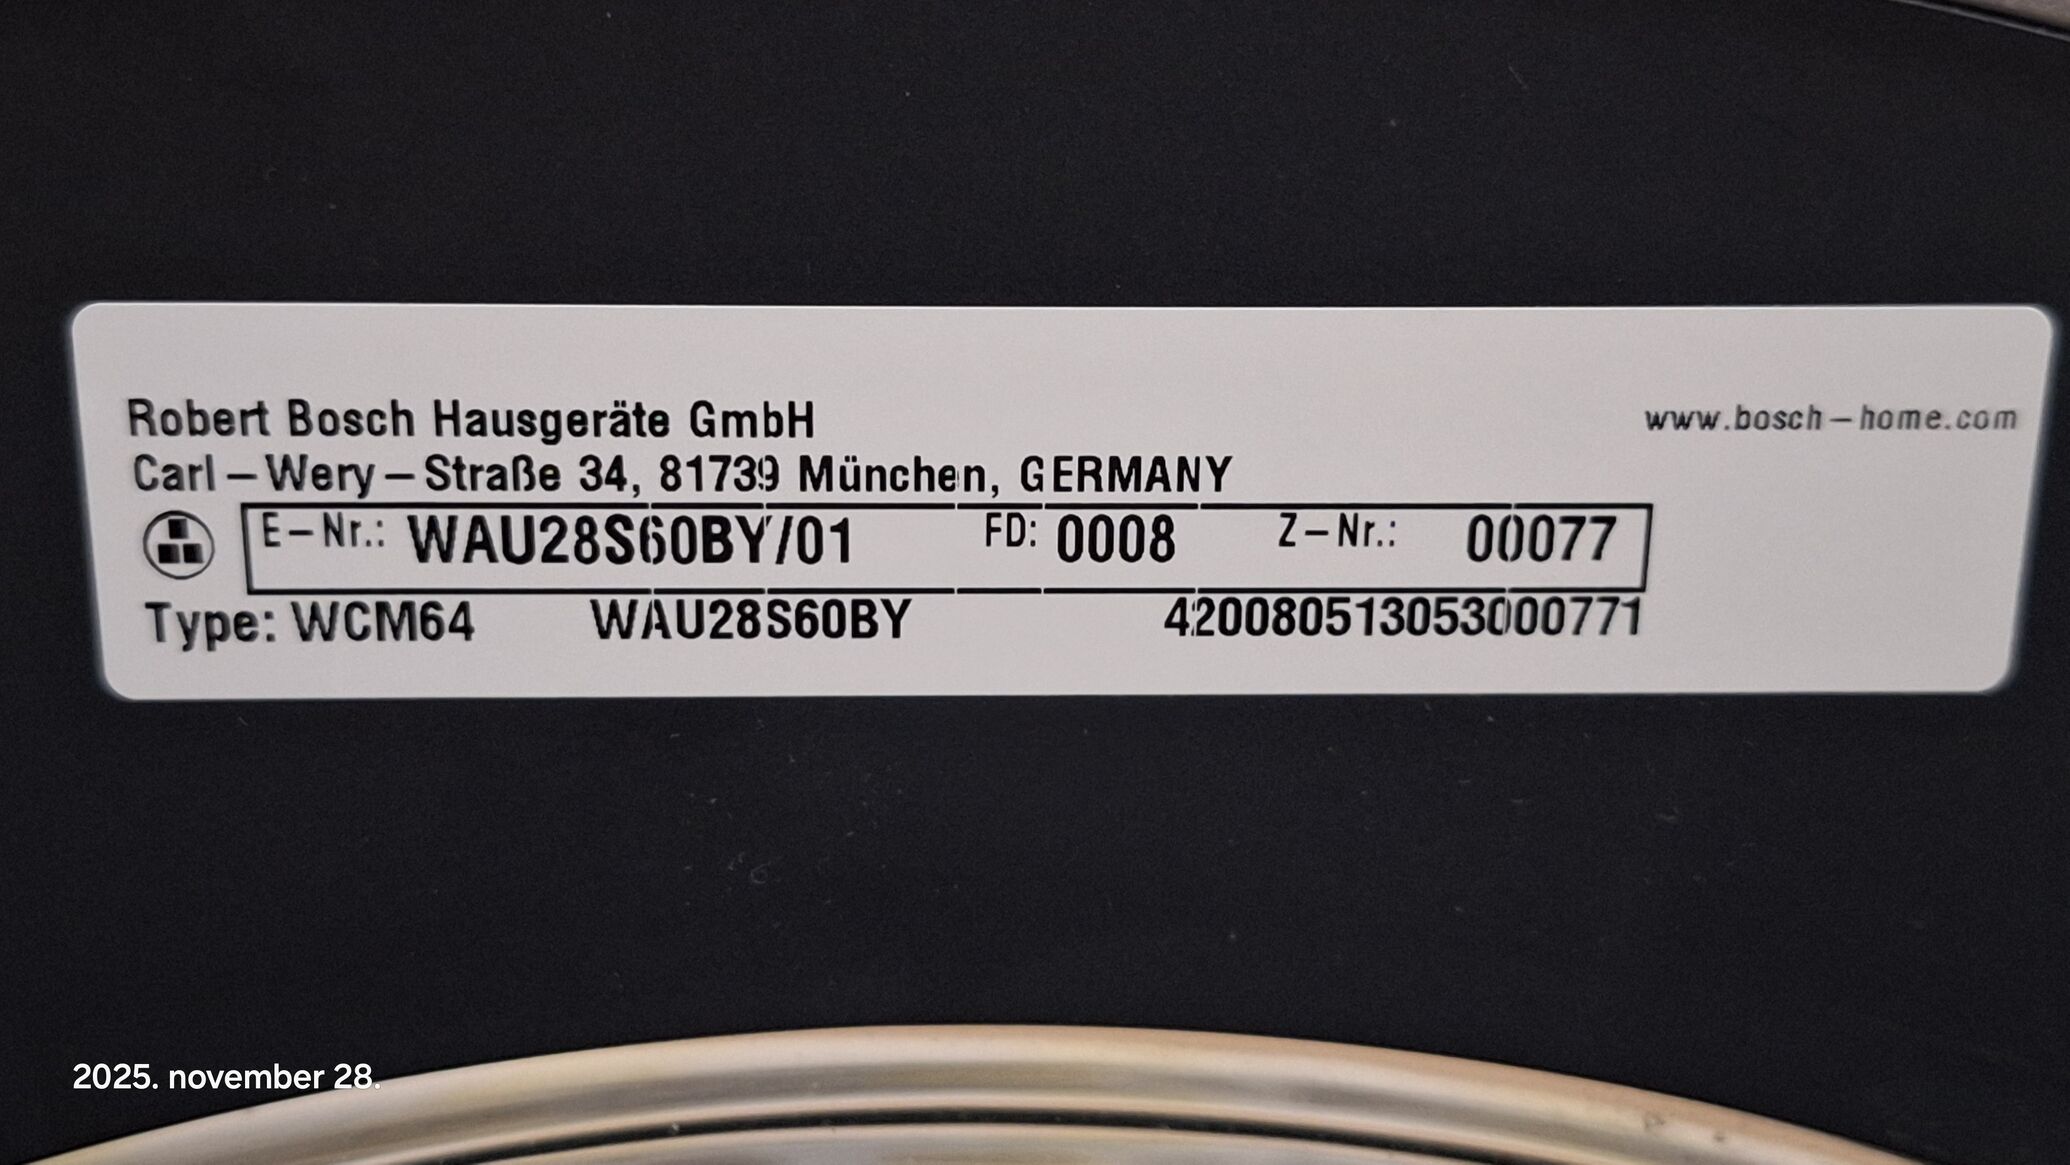 Robert Bosch Hausgeräte GmbH
www.bosch-home.com
Carl-Wery-Straße 34, 81739 München, GERMANY
E-Nr.: WAU28S60BY/01 FD: 0008 Z-Nr.: 00077
Type: WCM64 WAU28S60BY 420080513053000771
2025. november 28.